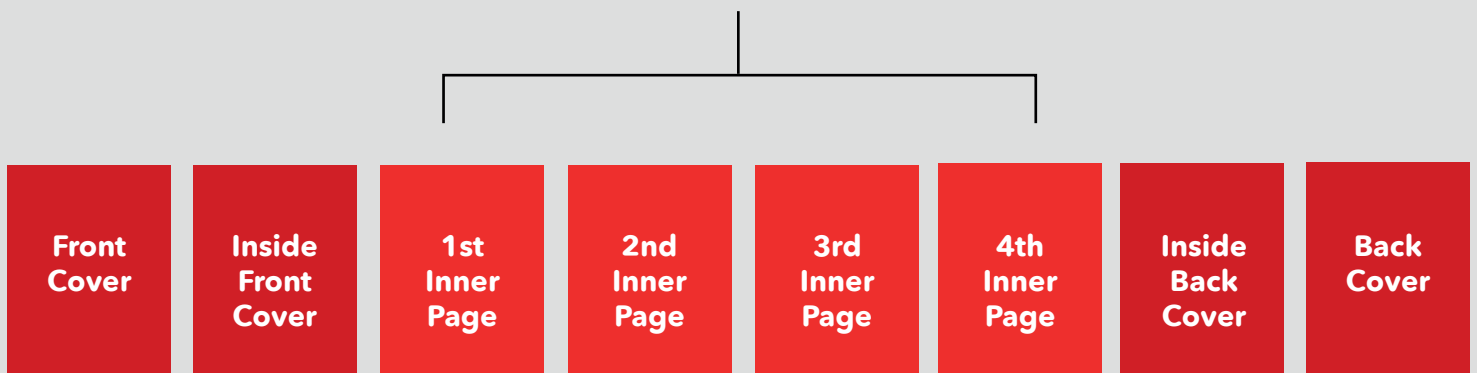 Front
Cover
Inside
Front
Cover
1st
Inner
Page
2nd
Inner
Page
3rd
Inner
Page
4th
Inner
Page
Inside
Back
Cover
Back
Cover